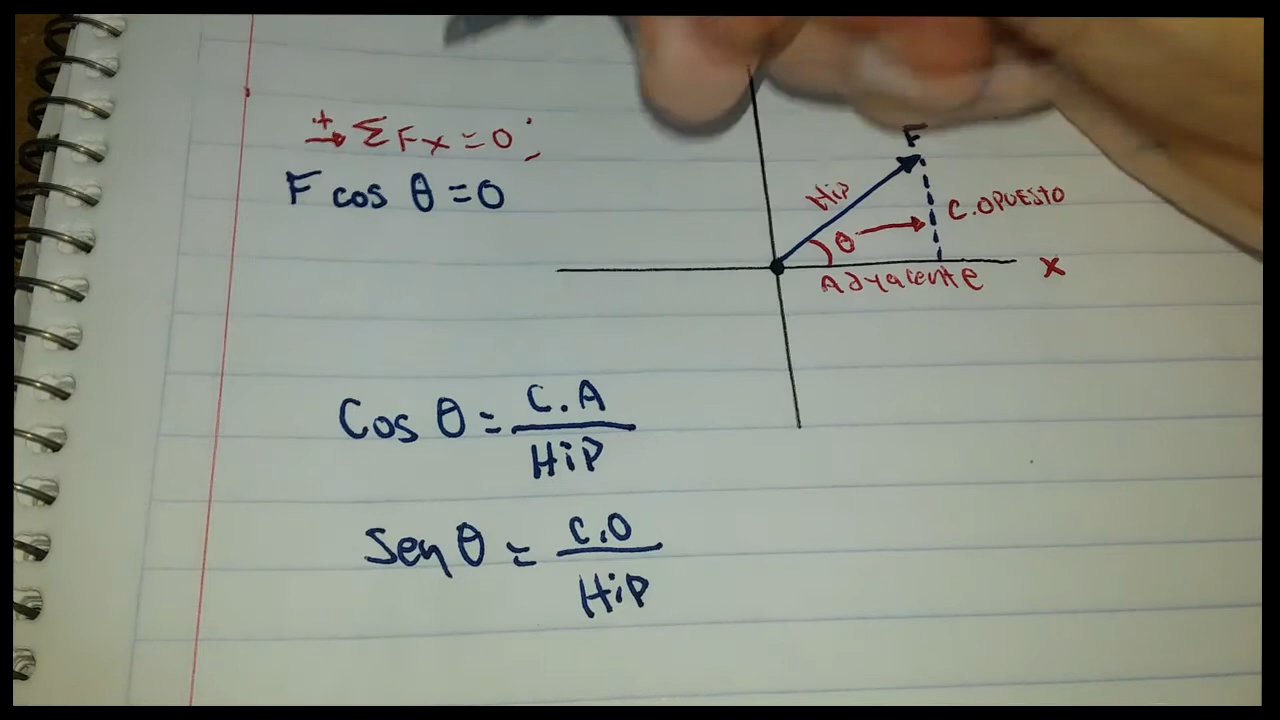 +
→ ΣFx=0;
F cos θ=0
F
Hip
C.OPUESTO
θ
Adyacente
x
Cos θ = C.A
HiP
Sen θ = C.O
HiP